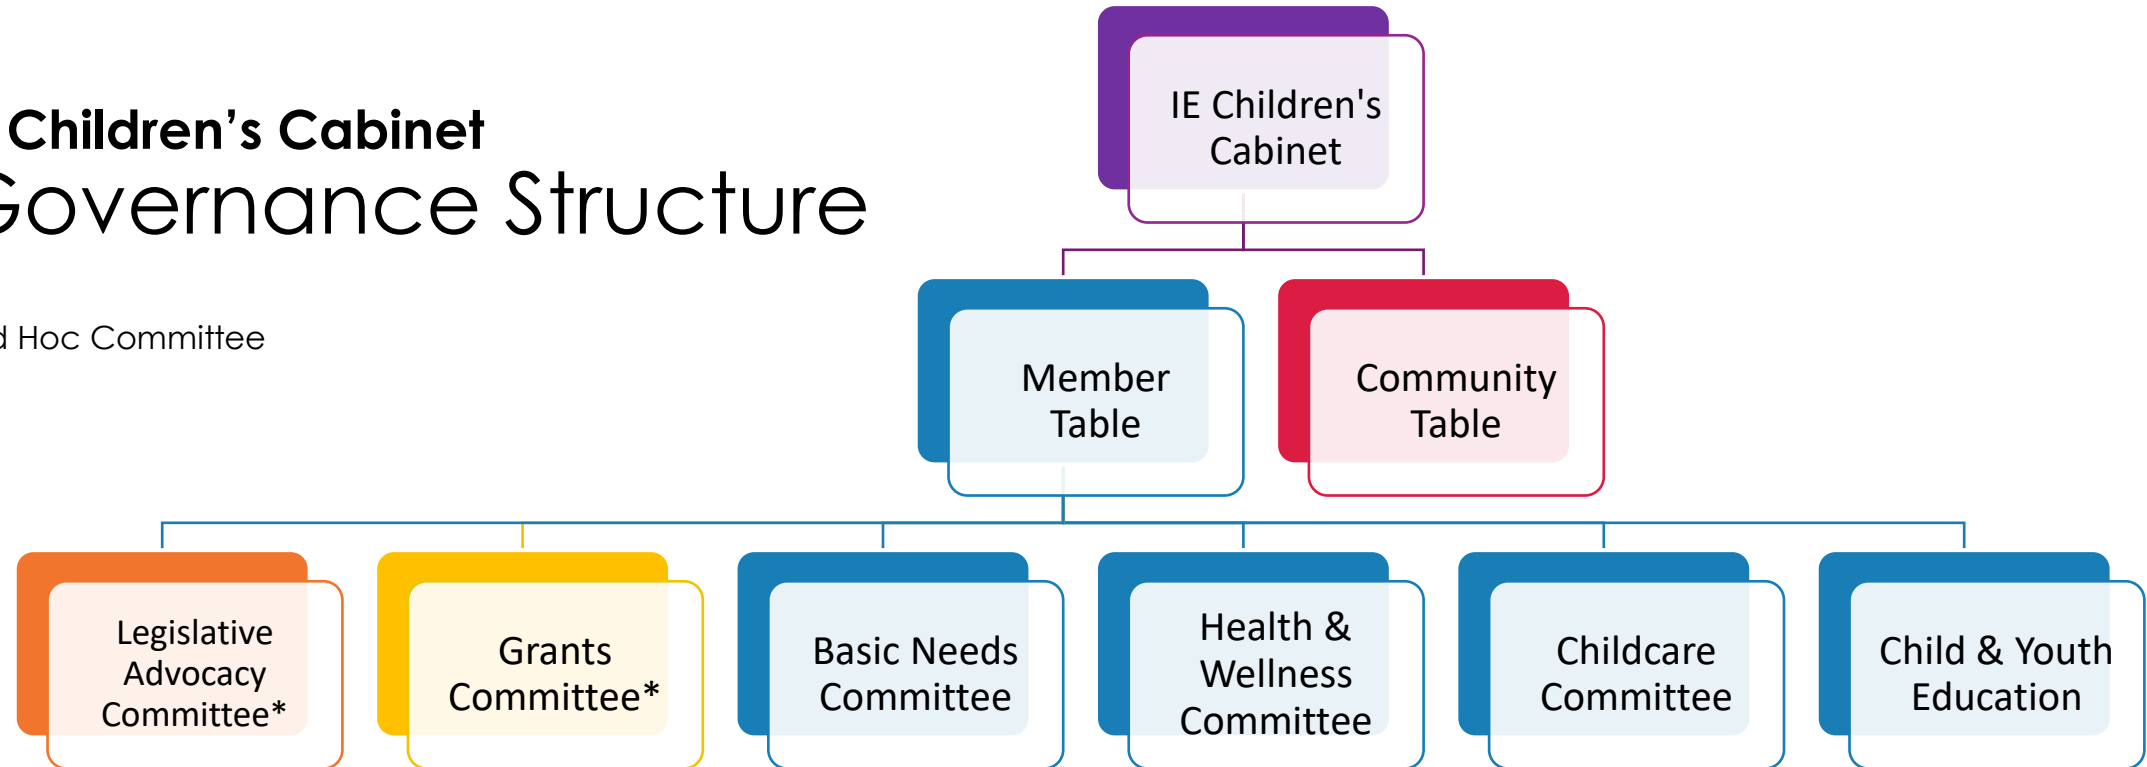 Children’s Cabinet
Governance Structure
d Hoc Committee
IE Children's
Cabinet
Member
Table
Community
Table
Legislative
Advocacy
Committee*
Grants
Committee*
Basic Needs
Committee
Health &
Wellness
Committee
Childcare
Committee
Child & Youth
Education